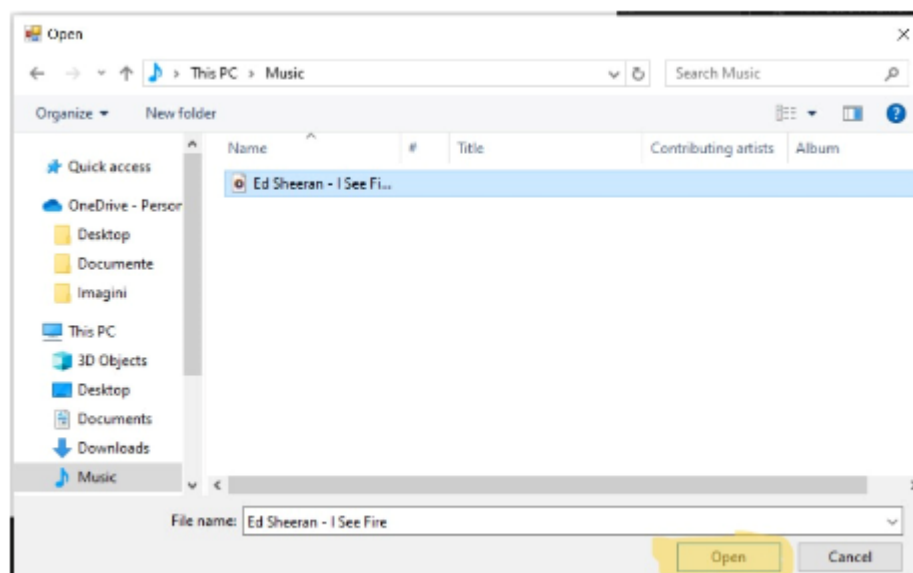 Open
This PC > Music
Search Music
Organize
New folder
Name
#
Title
Contributing artists
Album
Quick access
Ed Sheeran - I See Fi...
OneDrive - Person
Desktop
Documente
Imagini
This PC
3D Objects
Desktop
Documents
Downloads
Music
File name: Ed Sheeran - I See Fire
Open
Cancel